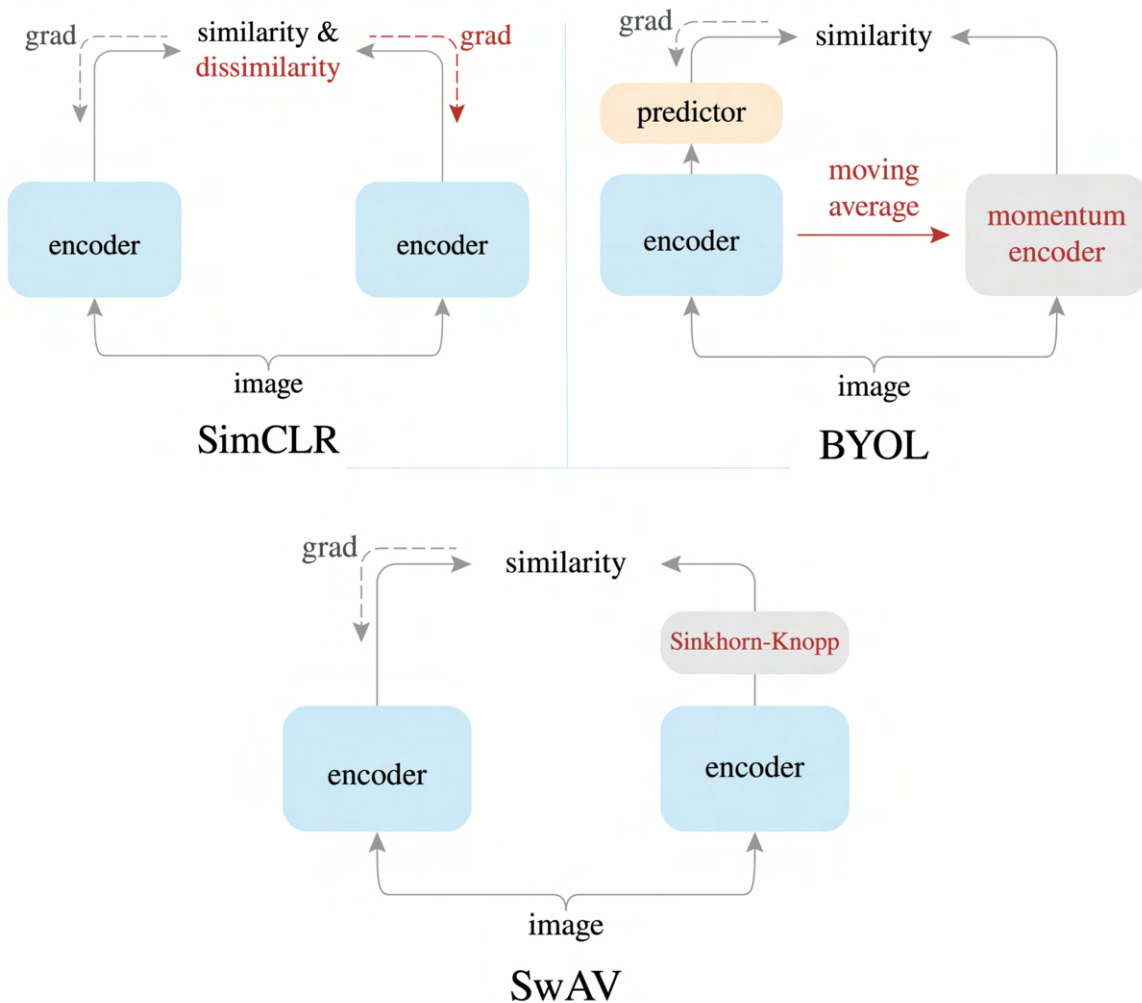 grad
similarity &
dissimilarity
grad
encoder
encoder
image
SimCLR
grad
similarity
predictor
moving
average
encoder
momentum
encoder
image
BYOL
grad
similarity
Sinkhorn-Knopp
encoder
encoder
image
SwAV